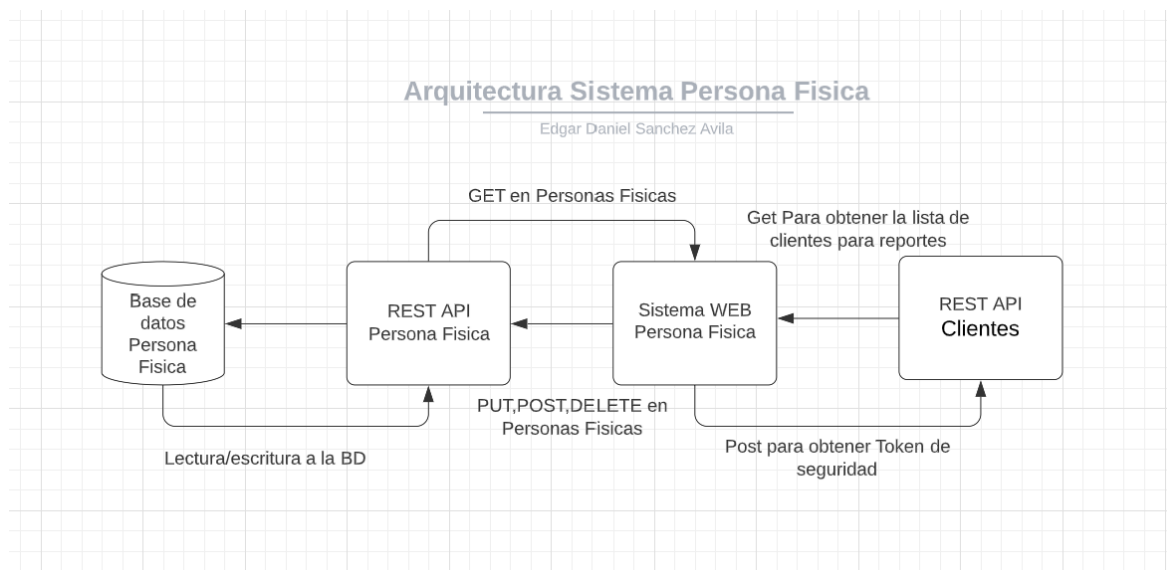 Arquitectura Sistema Persona Fisica
Edgar Daniel Sanchez Avila
GET en Personas Fisicas
Get Para obtener la lista de
clientes para reportes
Base de
datos
Persona
Fisica
REST API
Persona Fisica
Sistema WEB
Persona Fisica
REST API
Clientes
PUT,POST,DELETE en
Personas Fisicas
Lectura/escritura a la BD
Post para obtener Token de
seguridad